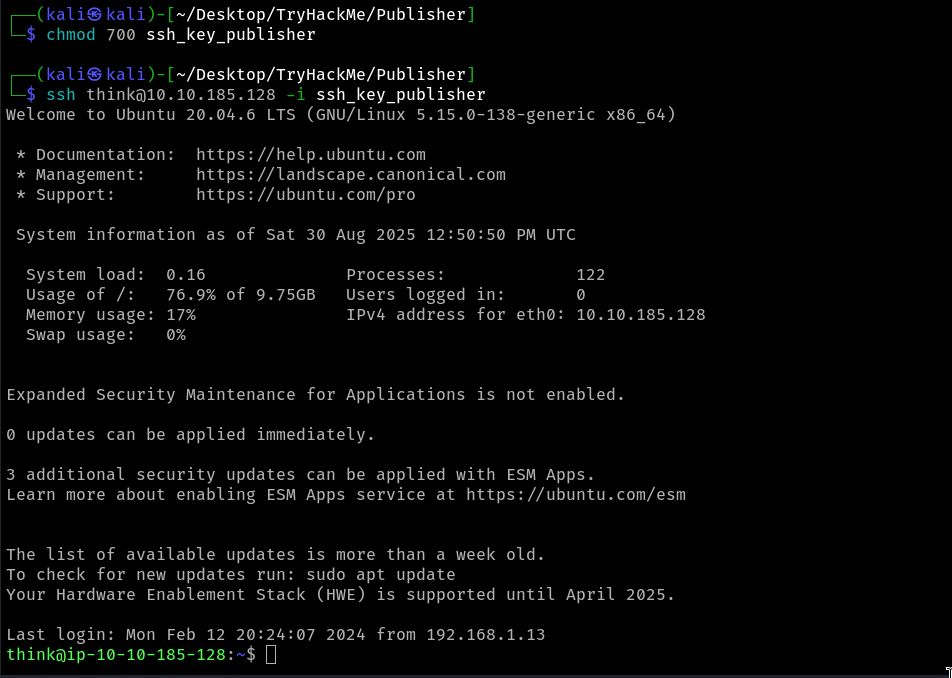 ┌──(kali㉿kali)-[~/Desktop/TryHackMe/Publisher]
└─$ chmod 700 ssh_key_publisher
┌──(kali㉿kali)-[~/Desktop/TryHackMe/Publisher]
└─$ ssh think@10.10.185.128 -i ssh_key_publisher
Welcome to Ubuntu 20.04.6 LTS (GNU/Linux 5.15.0-138-generic x86_64)
* Documentation:  https://help.ubuntu.com
* Management:     https://landscape.canonical.com
* Support:        https://ubuntu.com/pro
System information as of Sat 30 Aug 2025 12:50:50 PM UTC
System load:  0.16              Processes:             122
Usage of /:   76.9% of 9.75GB   Users logged in:       0
Memory usage: 17%               IPv4 address for eth0: 10.10.185.128
Swap usage:   0%
Expanded Security Maintenance for Applications is not enabled.
0 updates can be applied immediately.
3 additional security updates can be applied with ESM Apps.
Learn more about enabling ESM Apps service at https://ubuntu.com/esm
The list of available updates is more than a week old.
To check for new updates run: sudo apt update
Your Hardware Enablement Stack (HWE) is supported until April 2025.
Last login: Mon Feb 12 20:24:07 2024 from 192.168.1.13
think@ip-10-10-185-128:~$